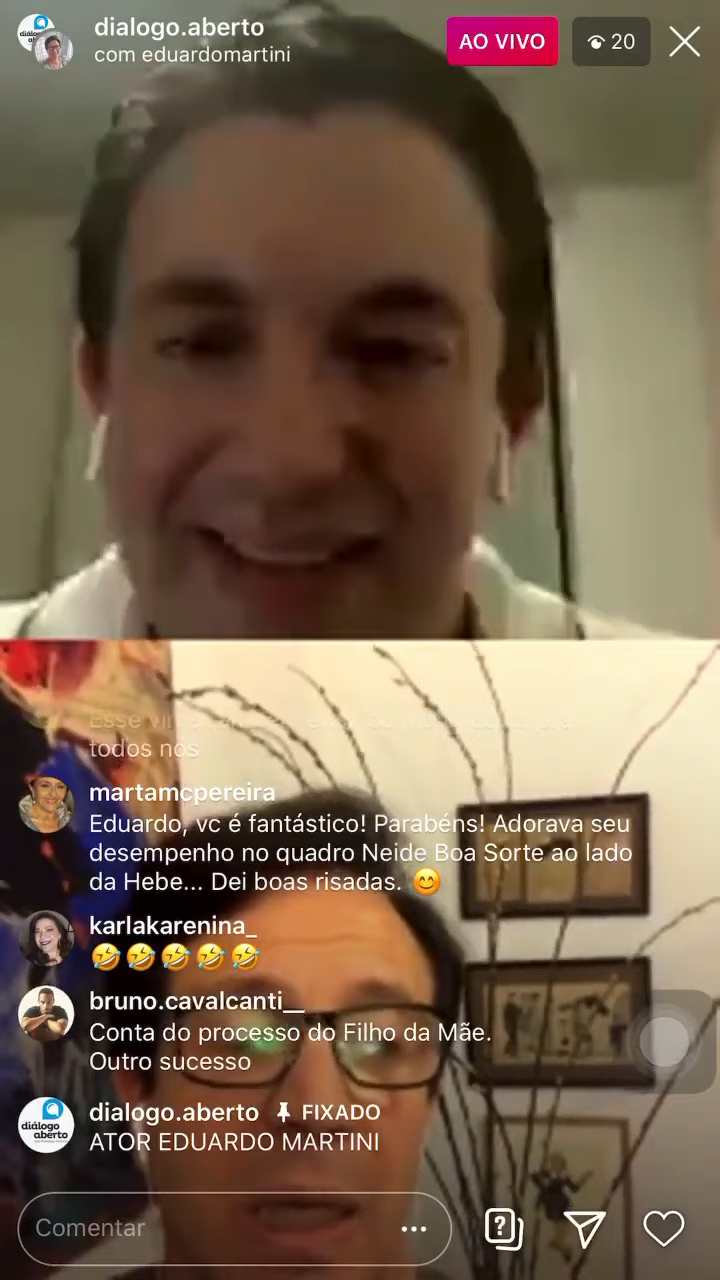 dialogo.aberto
com eduardomartini
AO VIVO
20
todos nós
martamcpereira
Eduardo, vc é fantástico! Parabéns! Adorava seu
desempenho no quadro Neide Boa Sorte ao lado
da Hebe... Dei boas risadas. 😊
karlakarenina_
🤣🤣🤣🤣🤣
bruno.cavalcanti__
Conta do processo do Filho da Mãe.
Outro sucesso
diálogo
aberto
dialogo.aberto FIXADO
ATOR EDUARDO MARTINI
Comentar